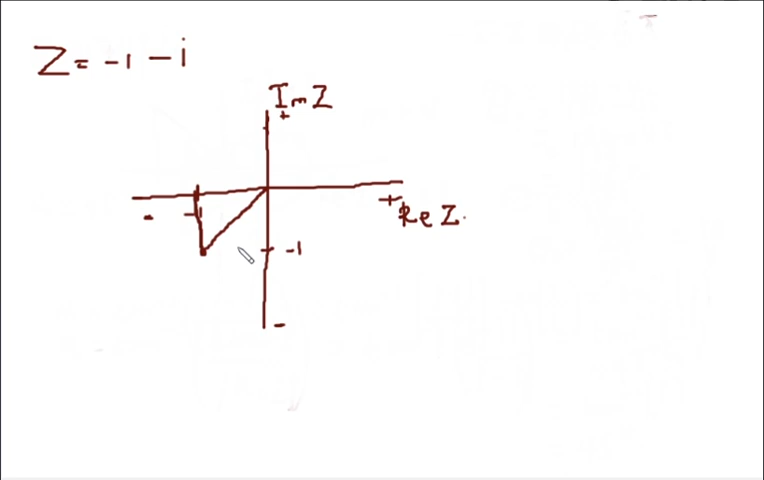 Z = -1 - i
Im Z
+
-
-1
+
Re Z.
-1
-